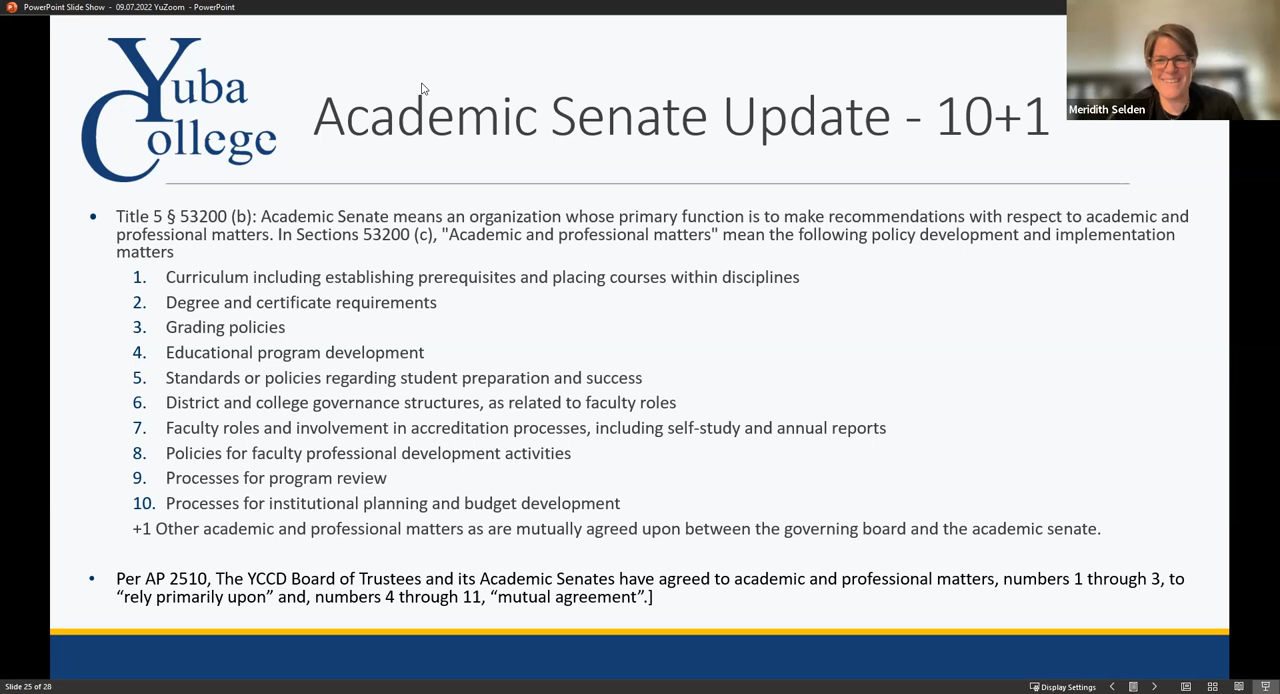 PowerPoint Slide Show - 09.07.2022 YuZoom - PowerPoint
Yuba
College
Academic Senate Update - 10+1
Meridith Selden
• Title 5 § 53200 (b): Academic Senate means an organization whose primary function is to make recommendations with respect to academic and
professional matters. In Sections 53200 (c), "Academic and professional matters" mean the following policy development and implementation
matters
1. Curriculum including establishing prerequisites and placing courses within disciplines
2. Degree and certificate requirements
3. Grading policies
4. Educational program development
5. Standards or policies regarding student preparation and success
6. District and college governance structures, as related to faculty roles
7. Faculty roles and involvement in accreditation processes, including self-study and annual reports
8. Policies for faculty professional development activities
9. Processes for program review
10. Processes for institutional planning and budget development
+1 Other academic and professional matters as are mutually agreed upon between the governing board and the academic senate.
• Per AP 2510, The YCCD Board of Trustees and its Academic Senates have agreed to academic and professional matters, numbers 1 through 3, to
“rely primarily upon” and, numbers 4 through 11, “mutual agreement”.]
Slide 25 of 28
Display Settings